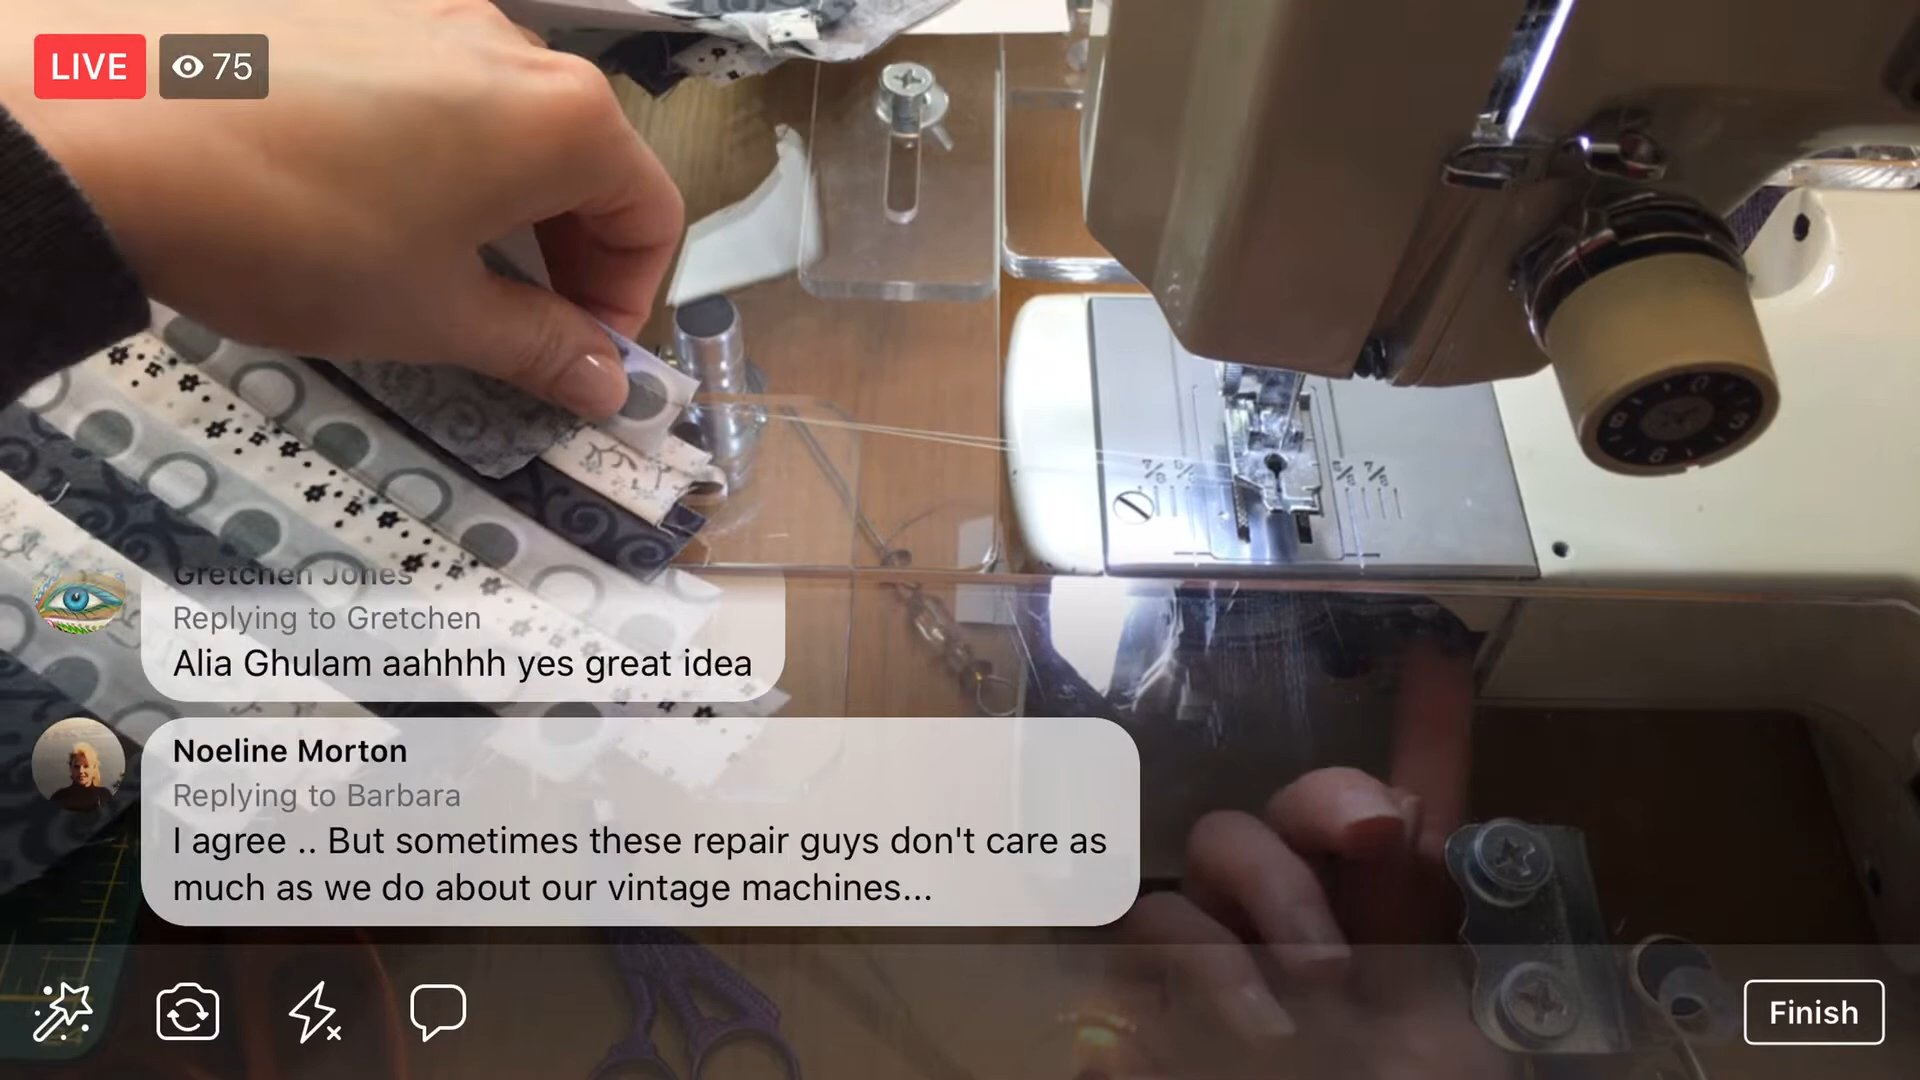 LIVE 75
Gretchen Jones
Replying to Gretchen
Alia Ghulam aahhhh yes great idea
Noeline Morton
Replying to Barbara
I agree .. But sometimes these repair guys don't care as
much as we do about our vintage machines...
Finish